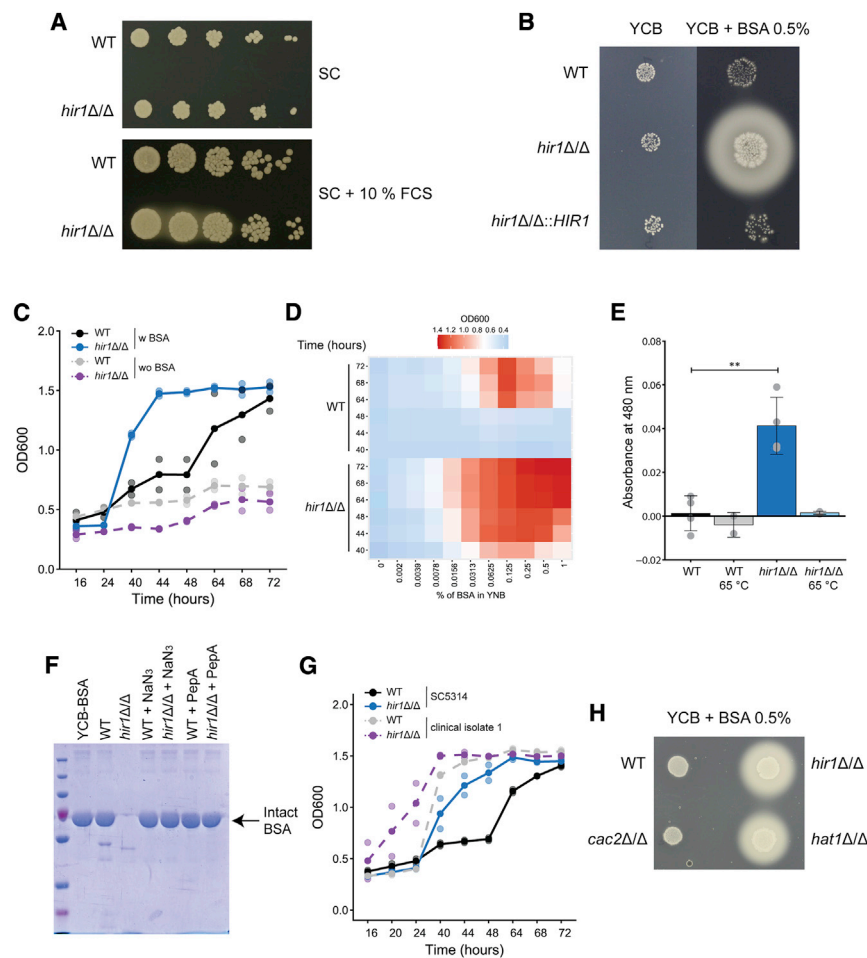 A
WT
hir1Δ/Δ
SC
WT
hir1Δ/Δ
SC + 10 % FCS
B
YCB
YCB + BSA 0.5%
WT
hir1Δ/Δ
hir1Δ/Δ::HIR1
C
WT
hir1Δ/Δ
w BSA
WT
hir1Δ/Δ
wo BSA
OD600
2.0
1.5
1.0
0.5
0.0
16 24 40 44 48 64 68 72
Time (hours)
D
OD600
1.4 1.2 1.0 0.8 0.6 0.4
Time (hours)
WT
72
68
64
48
44
40
hir1Δ/Δ
72
68
64
48
44
40
0
0.002
0.0039
0.0078
0.0156
0.0313
0.0625
0.125
0.25
0.5
1
% of BSA in YNB
E
Absorbance at 480 nm
0.08
0.06
0.04
0.02
0.00
−0.02
**
WT
WT 65 °C
hir1Δ/Δ
hir1Δ/Δ 65 °C
F
YCB-BSA
WT
hir1Δ/Δ
WT + NaN₃
hir1Δ/Δ + NaN₃
WT + PepA
hir1Δ/Δ + PepA
Intact
BSA
G
WT
hir1Δ/Δ
SC5314
WT
hir1Δ/Δ
clinical isolate 1
OD600
2.0
1.5
1.0
0.5
0.0
16 20 24 40 44 48 64 68 72
Time (hours)
H
YCB + BSA 0.5%
WT
hir1Δ/Δ
cac2Δ/Δ
hat1Δ/Δ